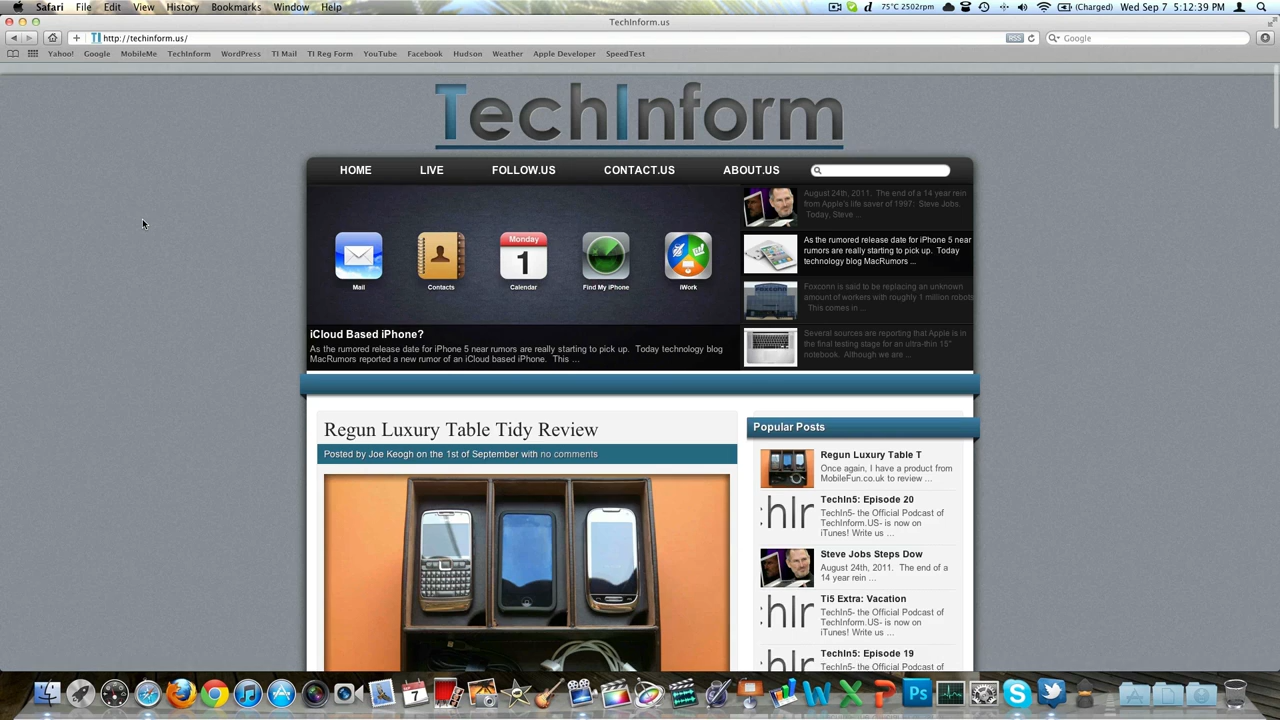 Safari File Edit View History Bookmarks Window Help
75°C 2502rpm (Charged) Wed Sep 7 5:12:39 PM
TechInform.us
http://techinform.us/
RSS
Google
Yahoo! Google MobileMe TechInform WordPress TI Mail TI Reg Form YouTube Facebook Hudson Weather Apple Developer SpeedTest
TechInform
HOME LIVE FOLLOW.US CONTACT.US ABOUT.US
Monday
1
Mail Contacts Calendar Find My iPhone iWork
iCloud Based iPhone?
As the rumored release date for iPhone 5 near rumors are really starting to pick up. Today technology blog
MacRumors reported a new rumor of an iCloud based iPhone. This ...
August 24th, 2011. The end of a 14 year rein
from Apple's life saver of 1997; Steve Jobs.
Today, Steve ..
As the rumored release date for iPhone 5 near
rumors are really starting to pick up. Today
technology blog MacRumors ...
FOXCONN
Foxconn is said to be replacing an unknown
amount of workers with roughly 1 million robots
This comes in ...
Several sources are reporting that Apple is in
the final testing stage for an ultra-thin 15"
notebook. Although we are ..
Regun Luxury Table Tidy Review
Posted by Joe Keogh on the 1st of September with no comments
Popular Posts
Regun Luxury Table T
Once again, I have a product from
MobileFun.co.uk to review ...
TechIn5: Episode 20
TechIn5- the Official Podcast of
TechInform.US- is now on
iTunes! Write us ...
Steve Jobs Steps Dow
August 24th, 2011. The end of a
14 year rein ...
Ti5 Extra: Vacation
TechIn5- the Official Podcast of
TechInform.US- is now on
iTunes! Write us ...
TechIn5: Episode 19
TechIn5- the Official Podcast of
7
Ps